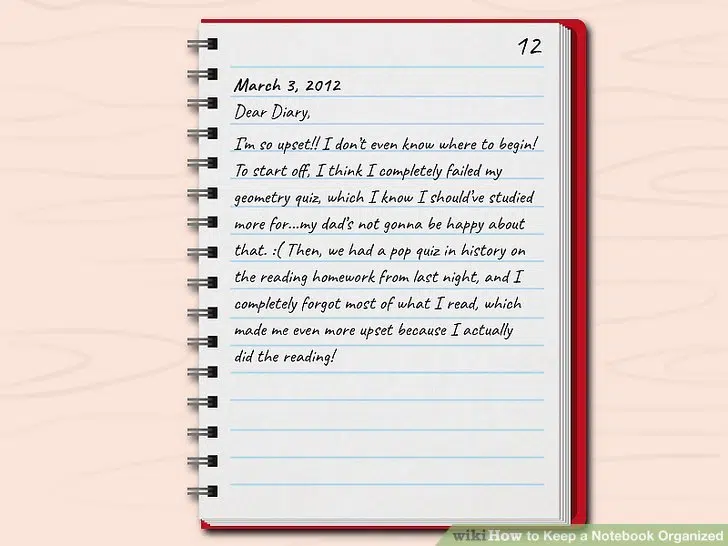 12
March 3, 2012
Dear Diary,
I'm so upset!! I don't even know where to begin!
To start off, I think I completely failed my
geometry quiz, which I know I should've studied
more for...my dad's not gonna be happy about
that. :( Then, we had a pop quiz in history on
the reading homework from last night, and I
completely forgot most of what I read, which
made me even more upset because I actually
did the reading!
wikiHow to Keep a Notebook Organized